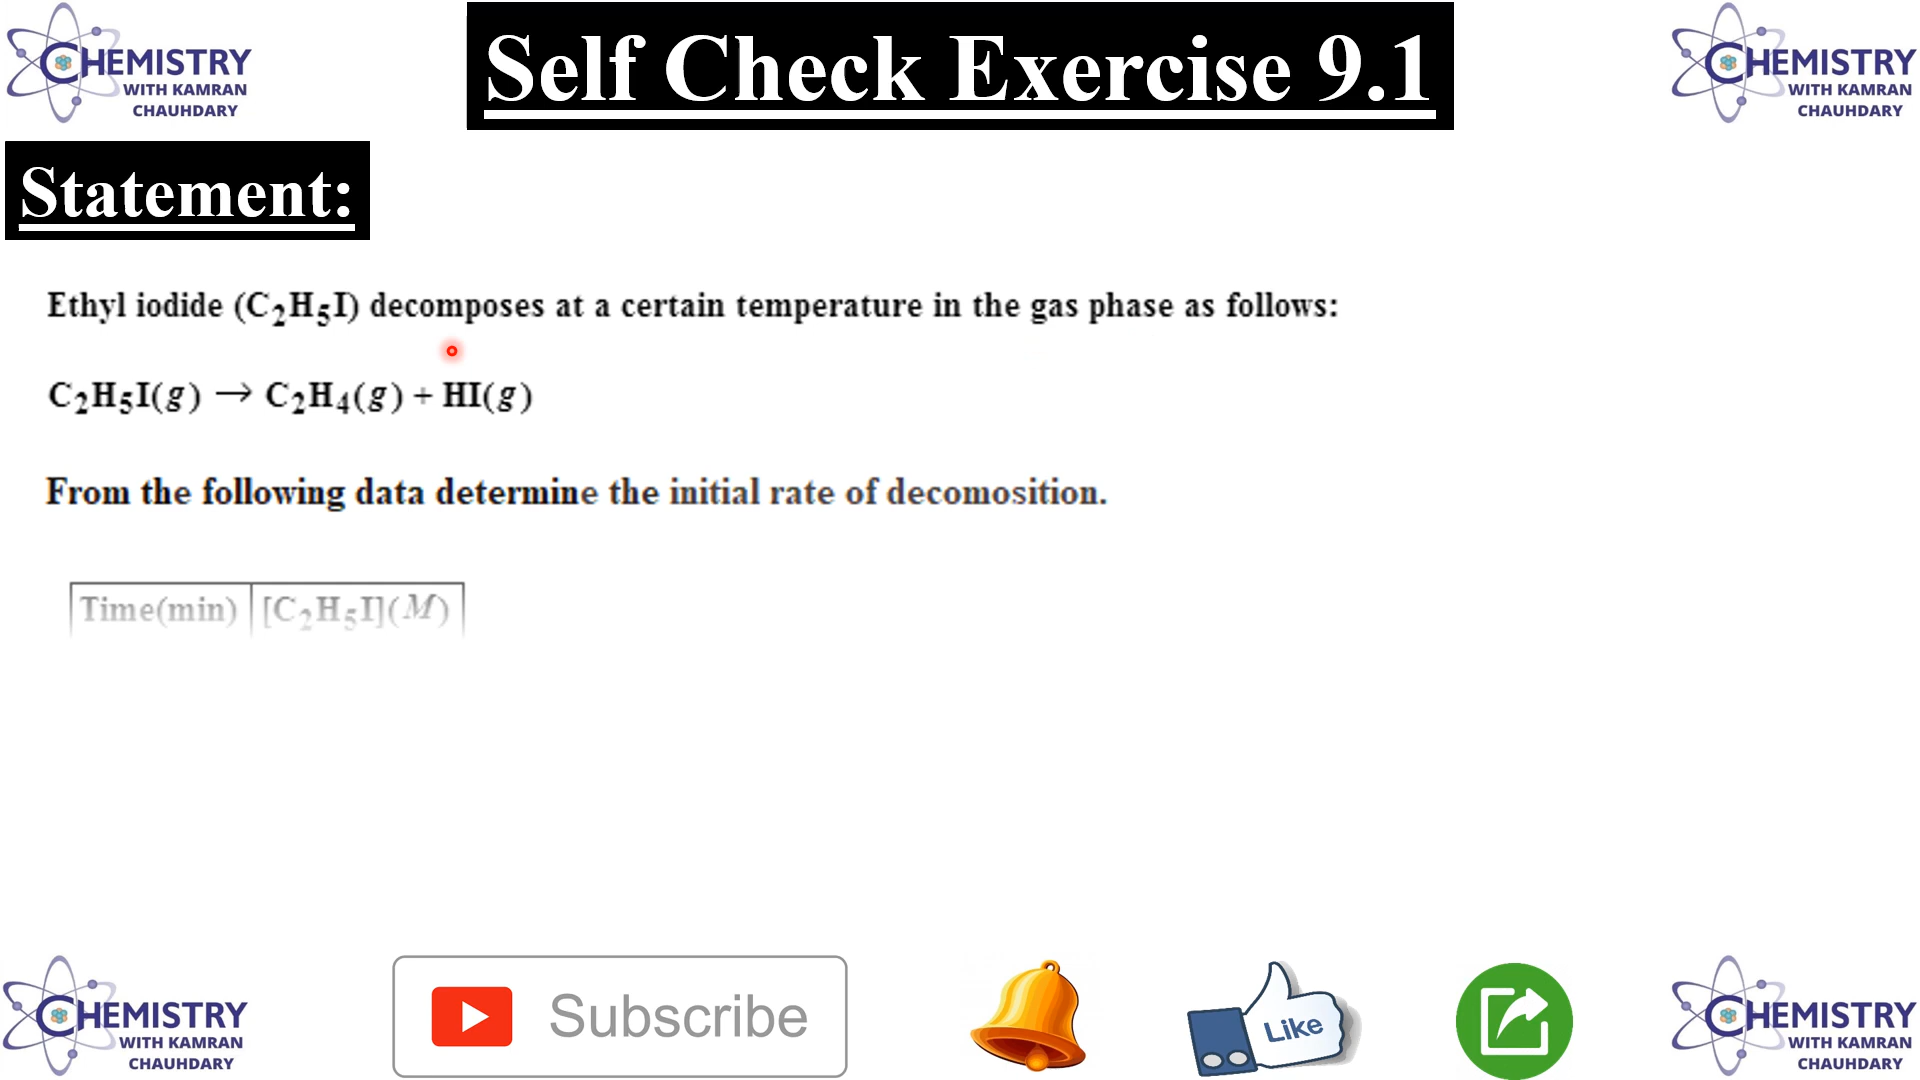 CHEMISTRY
WITH KAMRAN
CHAUHDARY
Self Check Exercise 9.1
CHEMISTRY
WITH KAMRAN
CHAUHDARY
Statement:
Ethyl iodide (C₂H₅I) decomposes at a certain temperature in the gas phase as follows:
C₂H₅I(g) → C₂H₄(g) + HI(g)
From the following data determine the initial rate of decomosition.
Time(min) [C₂H₅I](M)
CHEMISTRY
WITH KAMRAN
CHAUHDARY
Subscribe
Like
CHEMISTRY
WITH KAMRAN
CHAUHDARY